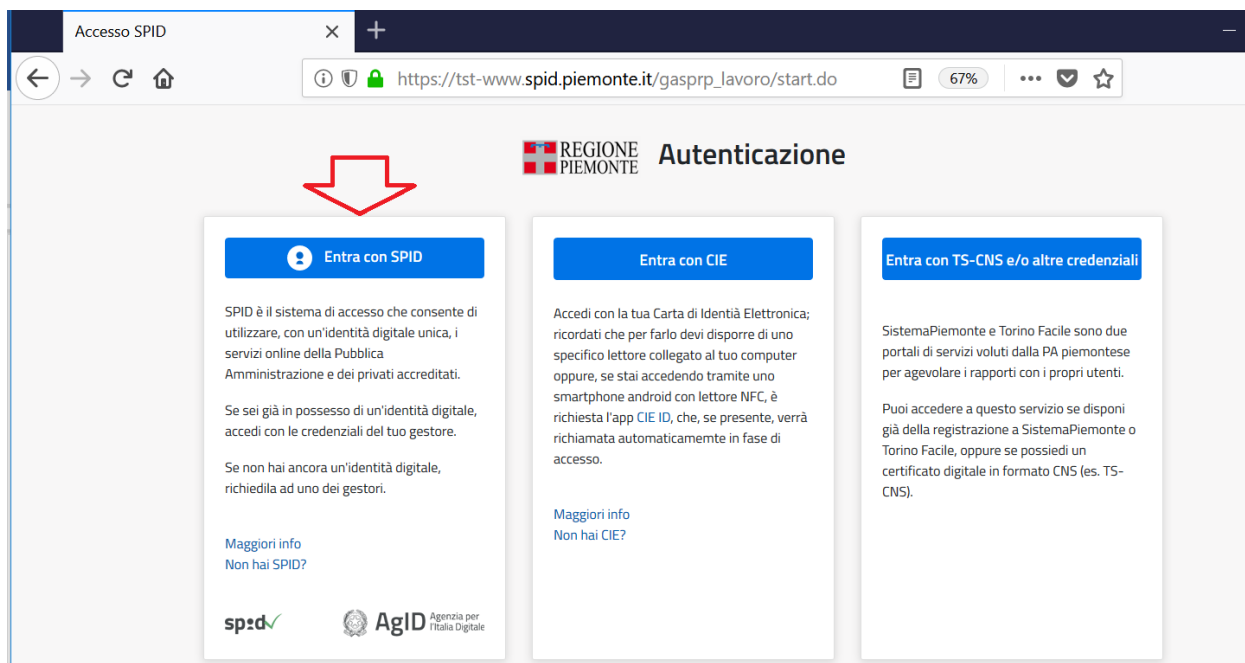 Accesso SPID
https://tst-www.spid.piemonte.it/gasprp_lavoro/start.do
67%
REGIONE
PIEMONTE
Autenticazione
Entra con SPID
SPID è il sistema di accesso che consente di
utilizzare, con un'identità digitale unica, i
servizi online della Pubblica
Amministrazione e dei privati accreditati.
Se sei già in possesso di un'identità digitale,
accedi con le credenziali del tuo gestore.
Se non hai ancora un'identità digitale,
richiedila ad uno dei gestori.
Maggiori info
Non hai SPID?
spid
AgID
Agenzia per
l'Italia Digitale
Entra con CIE
Accedi con la tua Carta di Identià Elettronica;
ricordati che per farlo devi disporre di uno
specifico lettore collegato al tuo computer
oppure, se stai accedendo tramite uno
smartphone android con lettore NFC, è
richiesta l'app CIE ID, che, se presente, verrà
richiamata automaticamemte in fase di
accesso.
Maggiori info
Non hai CIE?
Entra con TS-CNS e/o altre credenziali
SistemaPiemonte e Torino Facile sono due
portali di servizi voluti dalla PA piemontese
per agevolare i rapporti con i propri utenti.
Puoi accedere a questo servizio se disponi
già della registrazione a SistemaPiemonte o
Torino Facile, oppure se possiedi un
certificato digitale in formato CNS (es. TS-
CNS).